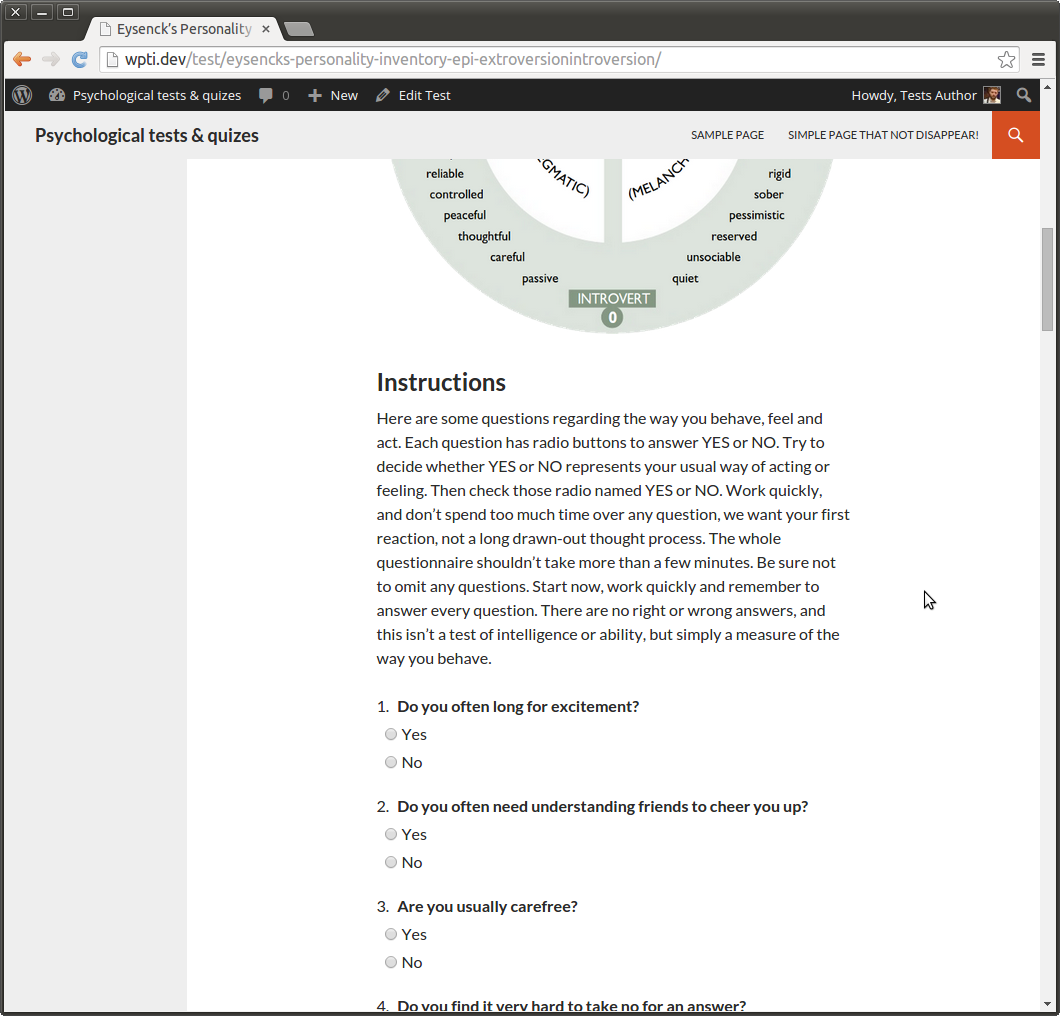 Eysenck's Personality
wpti.dev/test/eysencks-personality-inventory-epi-extroversionintroversion/
Psychological tests & quizes 0 New Edit Test Howdy, Tests Author
Psychological tests & quizes SAMPLE PAGE SIMPLE PAGE THAT NOT DISAPPEAR!
(MELANCH
reliable rigid
controlled sober
peaceful pessimistic
thoughtful reserved
careful unsociable
passive quiet
INTROVERT
0
Instructions
Here are some questions regarding the way you behave, feel and
act. Each question has radio buttons to answer YES or NO. Try to
decide whether YES or NO represents your usual way of acting or
feeling. Then check those radio named YES or NO. Work quickly,
and don't spend too much time over any question, we want your first
reaction, not a long drawn-out thought process. The whole
questionnaire shouldn't take more than a few minutes. Be sure not
to omit any questions. Start now, work quickly and remember to
answer every question. There are no right or wrong answers, and
this isn't a test of intelligence or ability, but simply a measure of the
way you behave.
1. Do you often long for excitement?
Yes
No
2. Do you often need understanding friends to cheer you up?
Yes
No
3. Are you usually carefree?
Yes
No
4. Do you find it very hard to take no for an answer?